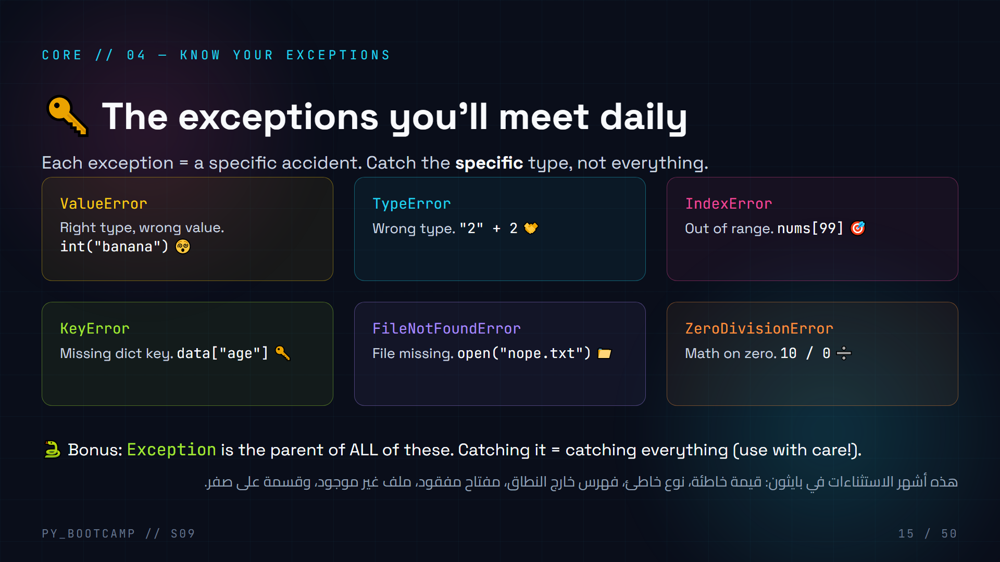 CORE // 04 — KNOW YOUR EXCEPTIONS
🔑 The exceptions you’ll meet daily
Each exception = a specific accident. Catch the specific type, not everything.
ValueError
Right type, wrong value.
int("banana") 😵‍💫
TypeError
Wrong type. "2" + 2 🤝
IndexError
Out of range. nums[99] 🎯
KeyError
Missing dict key. data["age"] 🔑
FileNotFoundError
File missing. open("nope.txt") 📁
ZeroDivisionError
Math on zero. 10 / 0 ➗
🐍 Bonus: Exception is the parent of ALL of these. Catching it = catching everything (use with care!).
هذه أشهر الاستثناءات في بايثون: قيمة خاطئة، نوع خاطئ، فهرس خارج النطاق، مفتاح مفقود، ملف غير موجود، وقسمة على صفر.
PY_BOOTCAMP // S09
15 / 50